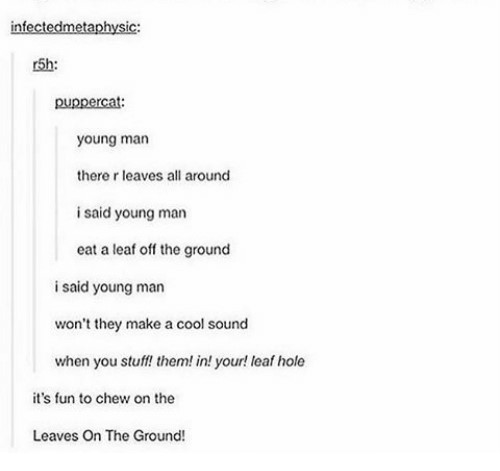 infectedmetaphysic:
r5h:
puppercat:
young man
there r leaves all around
i said young man
eat a leaf off the ground
i said young man
won't they make a cool sound
when you stuff! them! in! your! leaf hole
it's fun to chew on the
Leaves On The Ground!